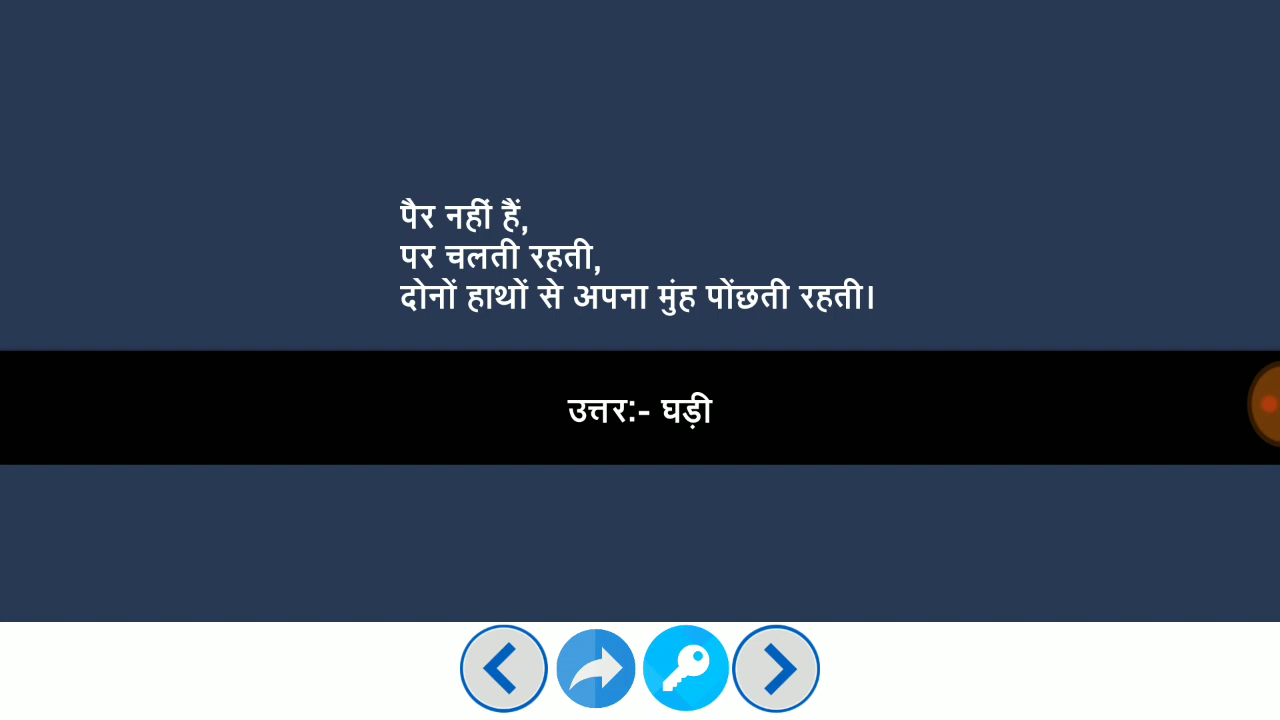 पैर नहीं हैं,
पर चलती रहती,
दोनों हाथों से अपना मुंह पोंछती रहती।
उत्तर:- घड़ी